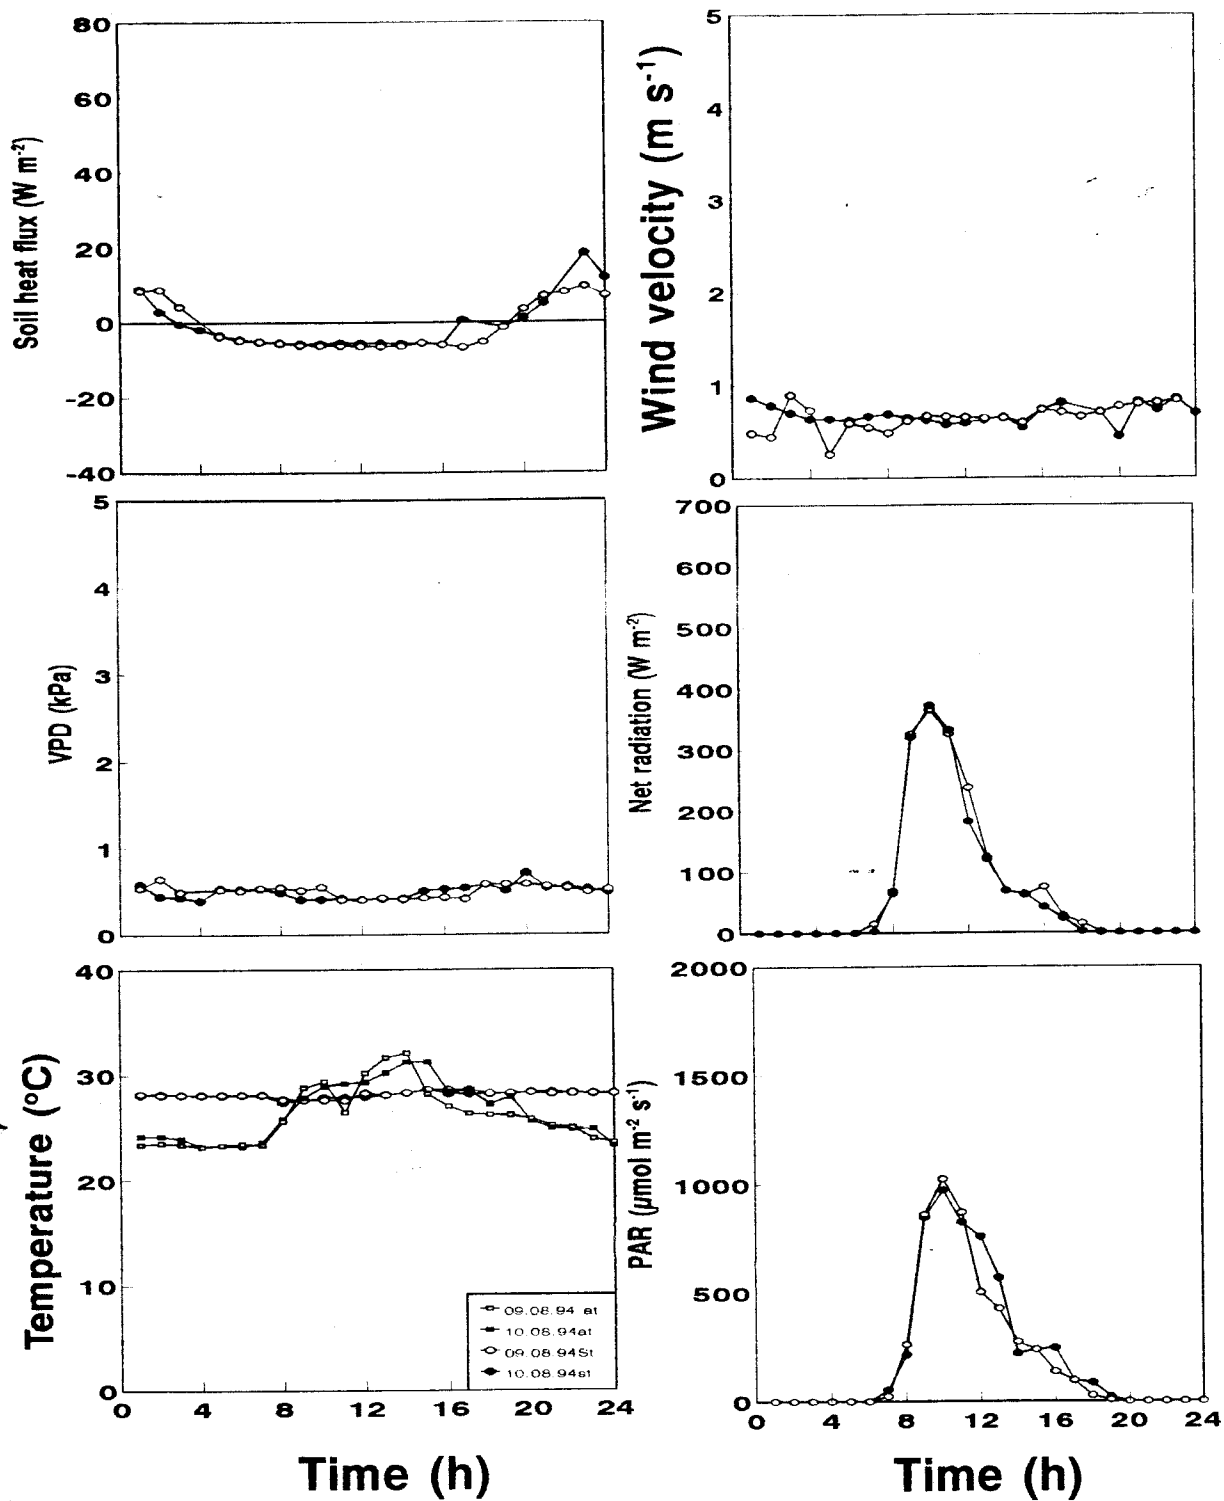 80
60
40
20
0
-20
-40
Soil heat flux (W m-2)
5
4
3
2
1
0
Wind velocity (m s-1)
5
4
3
2
1
0
VPD (kPa)
700
600
500
400
300
200
100
0
Net radiation (W m-2)
40
30
20
10
0
Temperature (ºC)
09.08.94 at
10.08.94at
09.08.94St
10.08.94st
0 4 8 12 16 20 24
Time (h)
2000
1500
1000
500
0
PAR (µmol m-2 s-1)
0 4 8 12 16 20 24
Time (h)